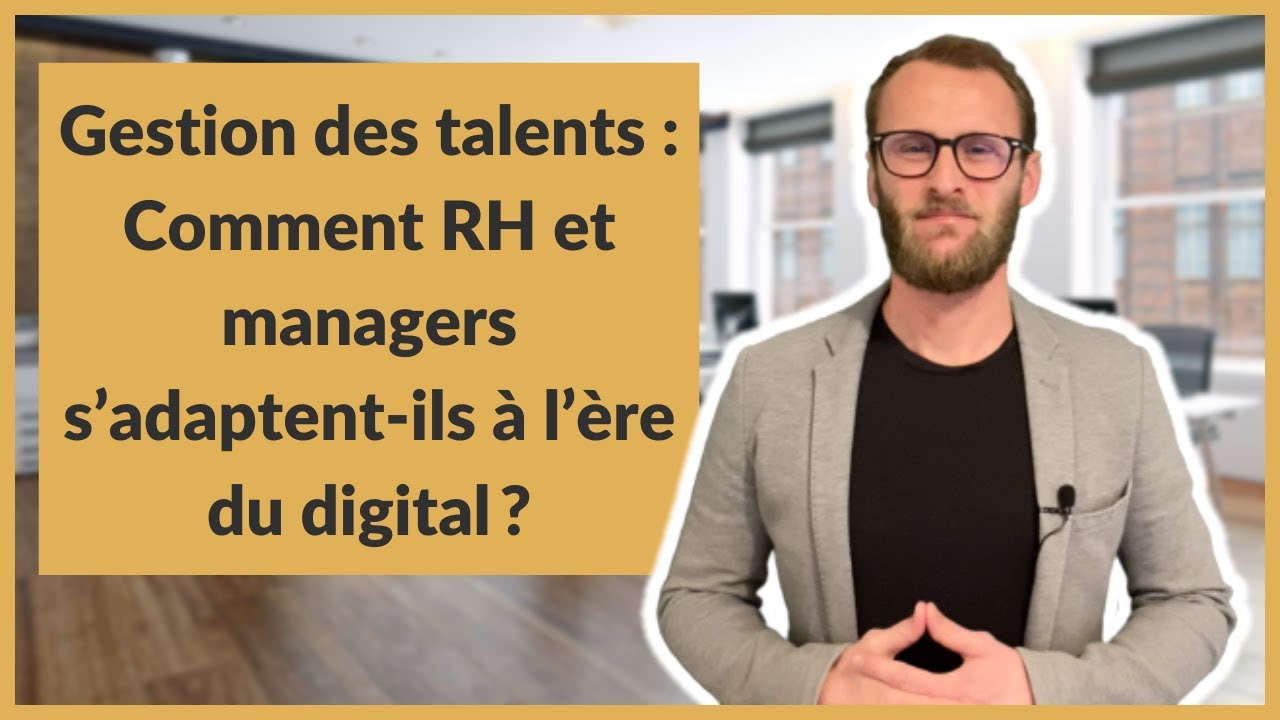 Gestion des talents :
Comment RH et
managers
s’adaptent-ils à l’ère
du digital ?